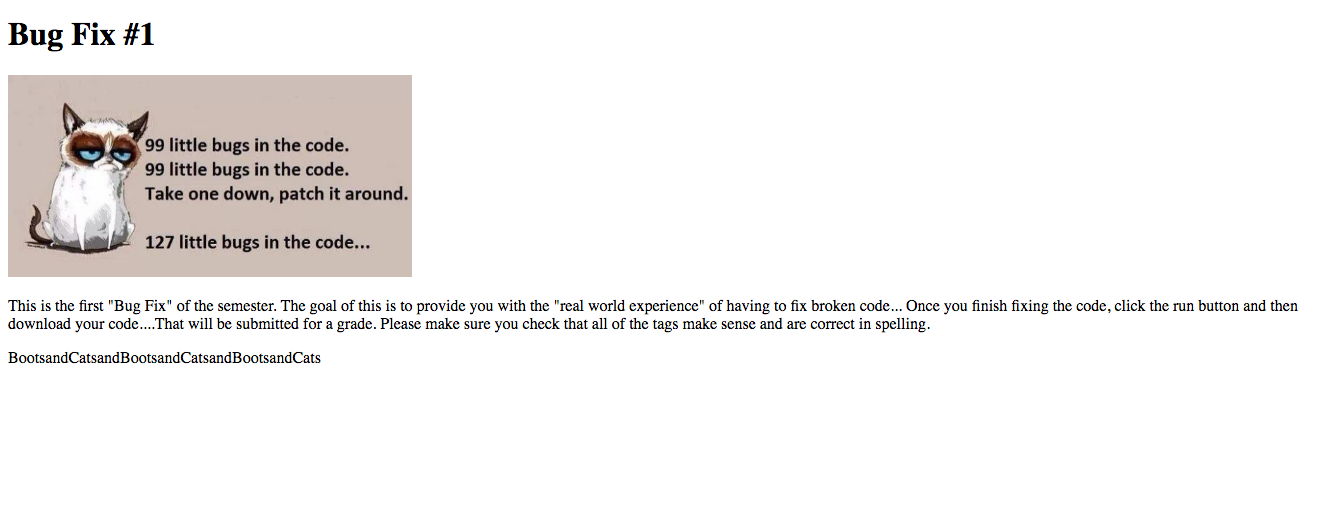 Bug Fix #1
99 little bugs in the code.
99 little bugs in the code.
Take one down, patch it around.
127 little bugs in the code...
This is the first "Bug Fix" of the semester. The goal of this is to provide you with the "real world experience" of having to fix broken code... Once you finish fixing the code, click the run button and then
download your code....That will be submitted for a grade. Please make sure you check that all of the tags make sense and are correct in spelling.
BootsandCatsandBootsandCatsandBootsandCats